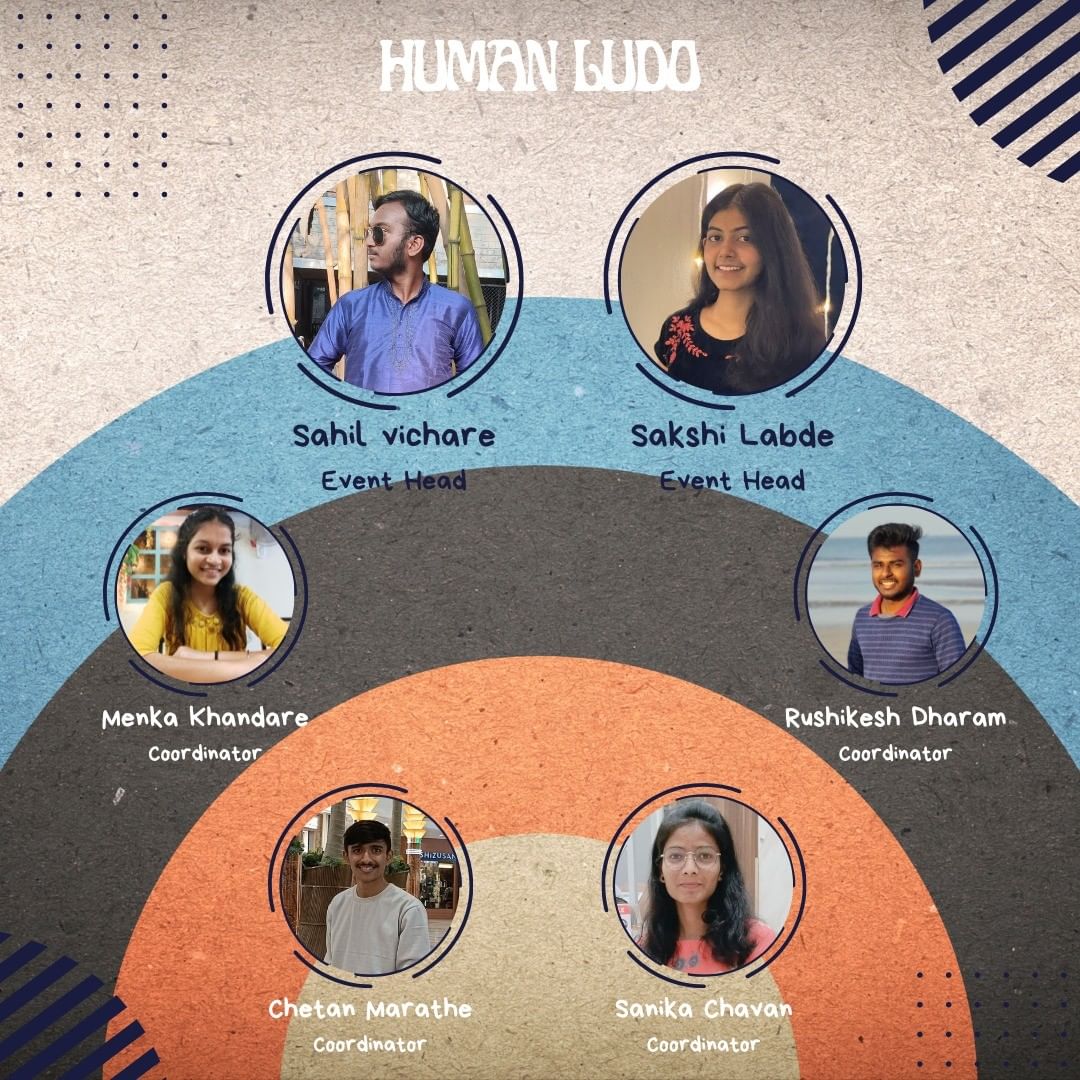 HUMAN LUDO
Sahil vichare
Event Head
Sakshi Labde
Event Head
Menka Khandare
Coordinator
Rushikesh Dharam
Coordinator
SHIZUSAN
Chetan Marathe
Coordinator
Sanika Chavan
Coordinator